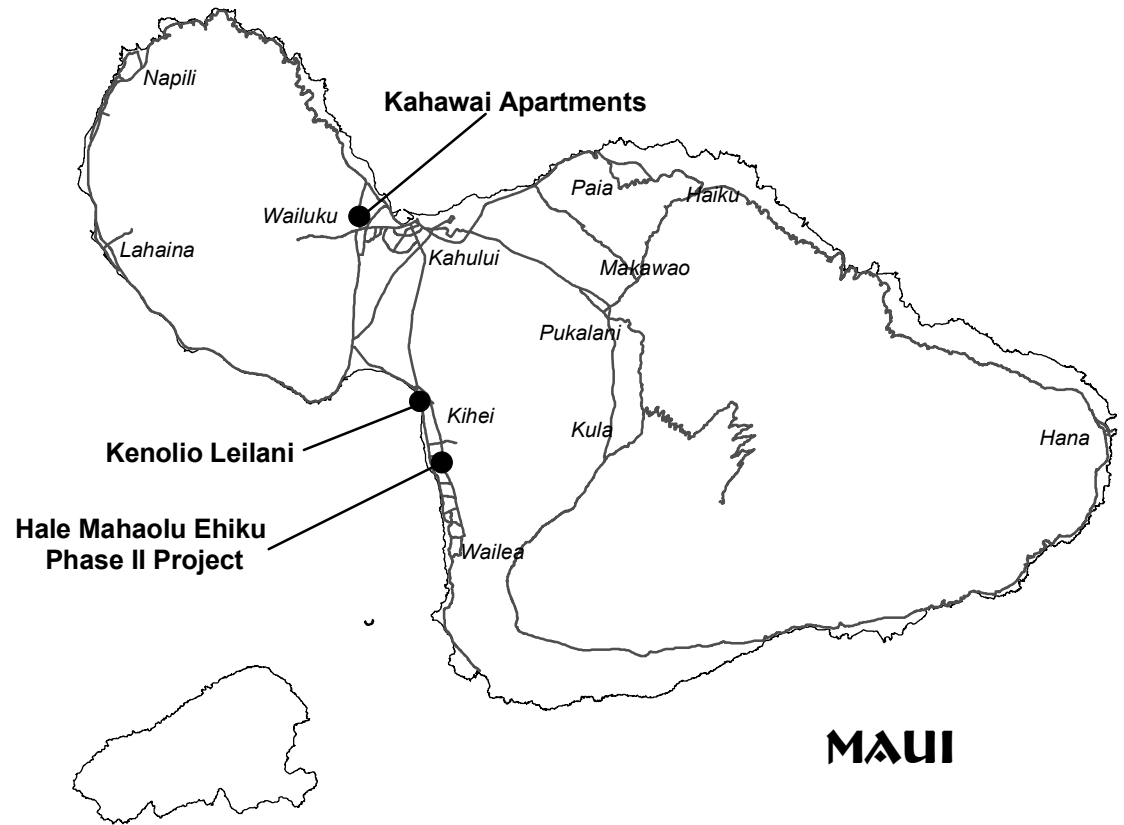 Napili
Kahawai Apartments
Paia
Haiku
Wailuku
Lahaina
Kahului
Makawao
Pukalani
Kihei
Kula
Hana
Kenolio Leilani
Hale Mahaolu Ehiku
Phase II Project
Wailea
MAUI